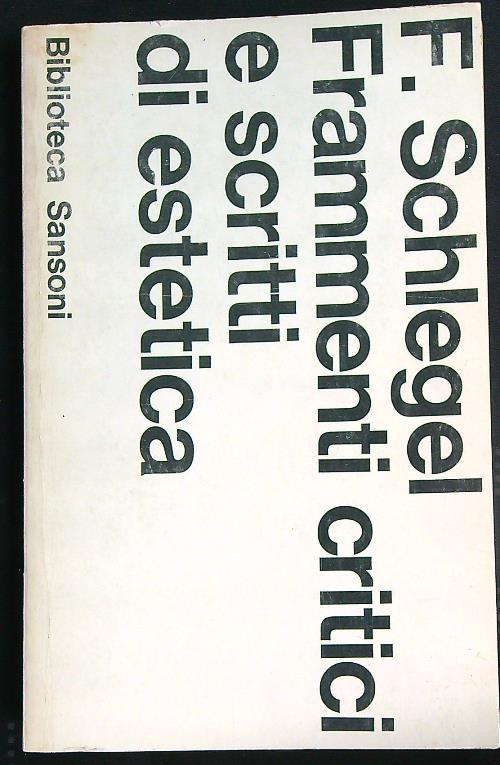 F. Schlegel
Frammenti critici
e scritti
di estetica
Biblioteca Sansoni